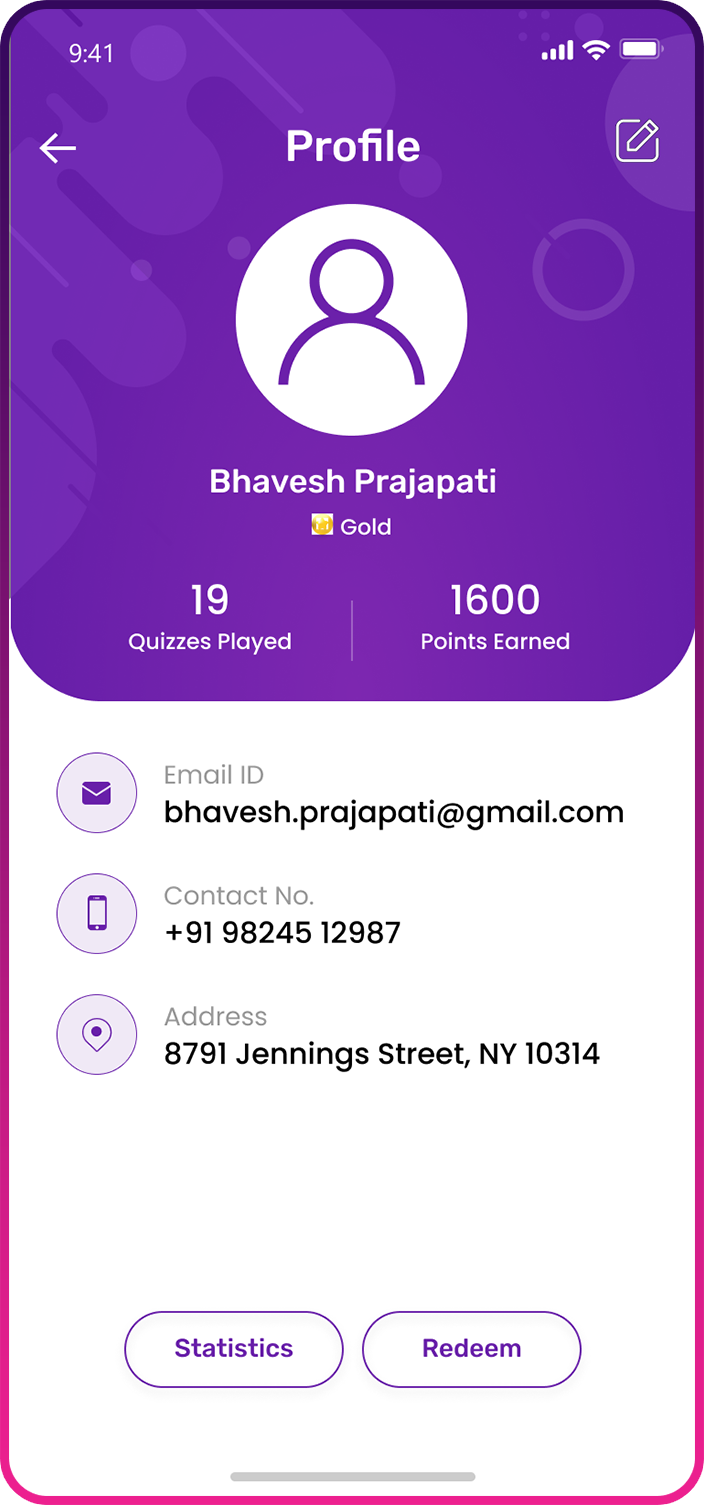 9:41
Profile
Bhavesh Prajapati
Gold
19
Quizzes Played
1600
Points Earned
Email ID
bhavesh.prajapati@gmail.com
Contact No.
+91 98245 12987
Address
8791 Jennings Street, NY 10314
Statistics
Redeem